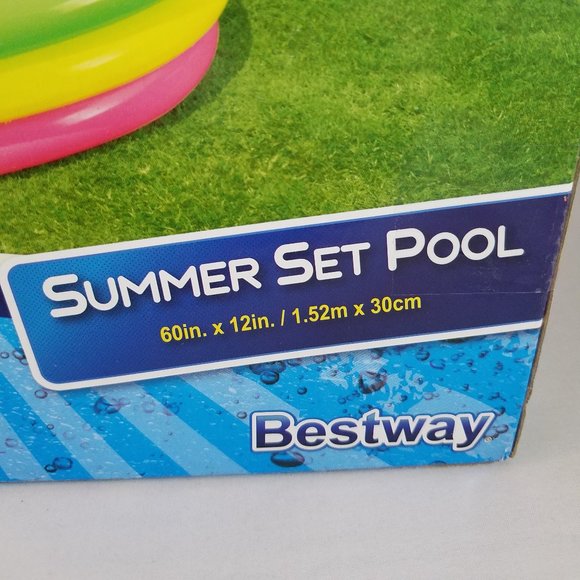 SUMMER SET POOL
60in. x 12in. / 1.52m x 30cm
Bestway®